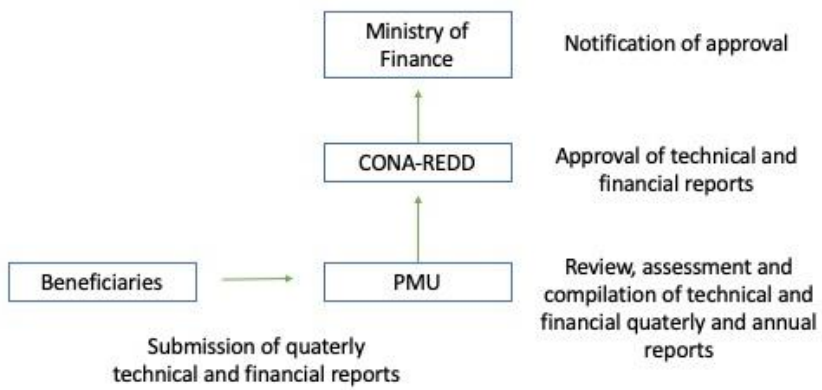 Ministry of
Finance
Notification of approval
CONA-REDD
Approval of technical and
financial reports
Beneficiaries
PMU
Review, assessment and
compilation of technical and
financial quaterly and annual
reports
Submission of quaterly
technical and financial reports